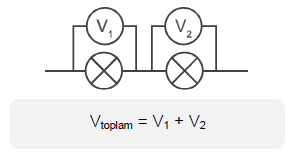 V₁ V₂
Vtoplam = V₁ + V₂